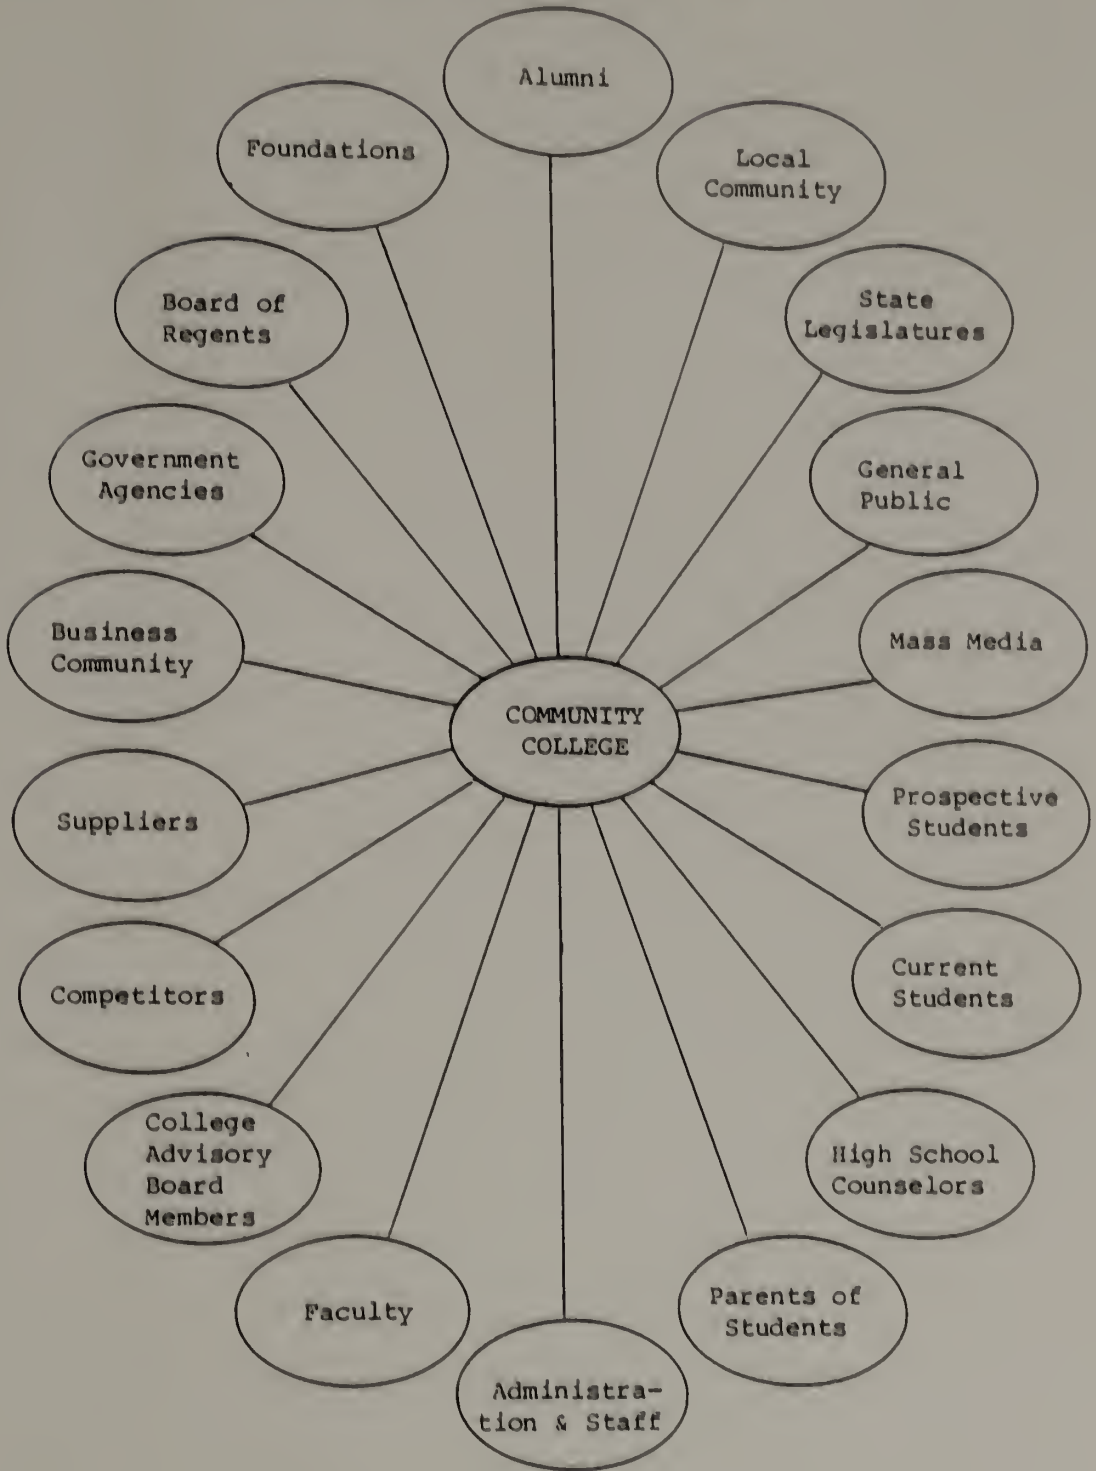 Alumni
Foundations
Local
Community
Board of
Regents
State
Legislatures
Government
Agencies
General
Public
Business
Community
Mass Media
COMMUNITY
COLLEGE
Suppliers
Prospective
Students
Competitors
Current
Students
College
Advisory
Board
Members
High School
Counselors
Faculty
Parents of
Students
Administra-
tion & Staff